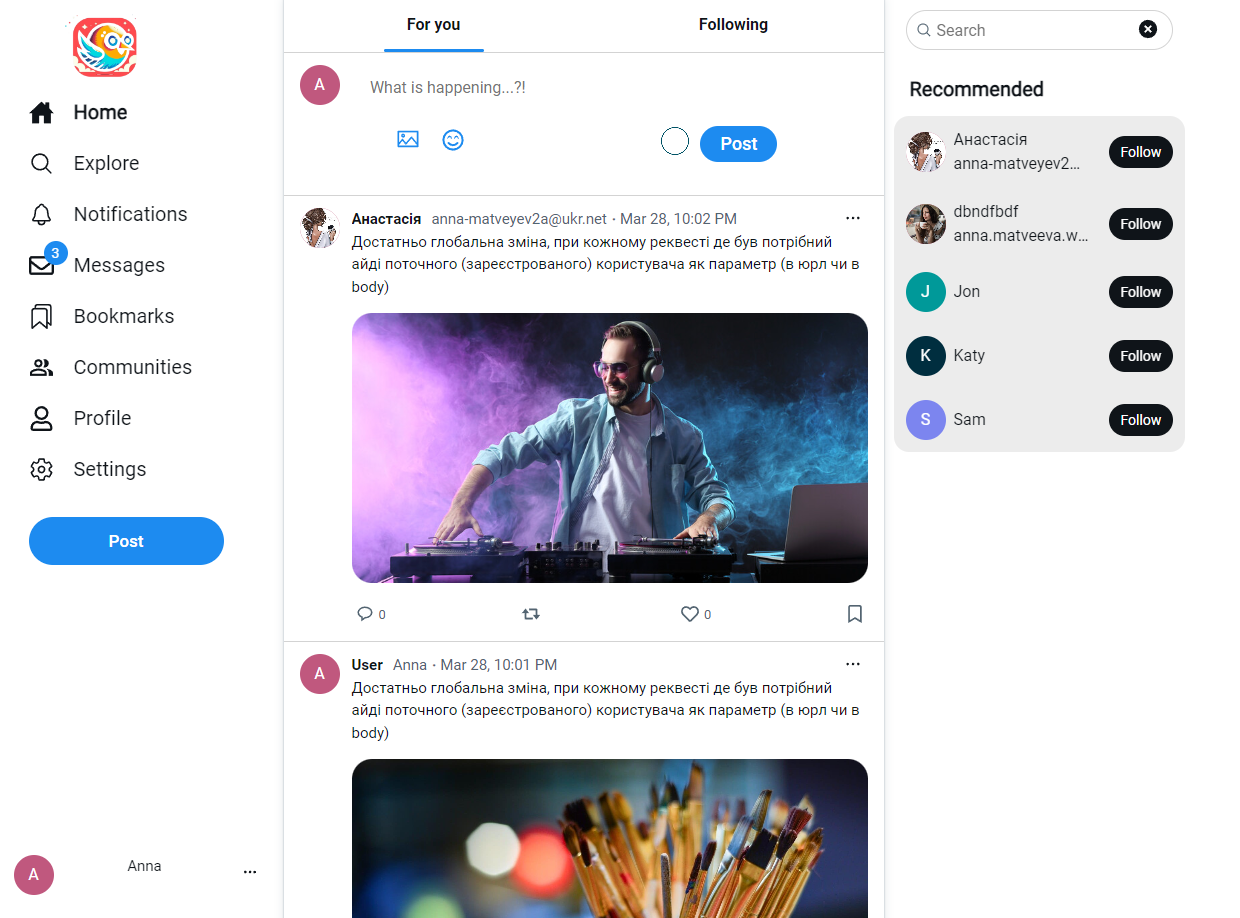 Home
Explore
Notifications
3
Messages
Bookmarks
Communities
Profile
Settings
Post
A
Anna
...
For you
Following
A
What is happening...?!
Post
Анастасія anna-matveyev2a@ukr.net · Mar 28, 10:02 PM
...
Достатньо глобальна зміна, при кожному реквесті де був потрібний
айді поточного (зареєстрованого) користувача як параметр (в юрл чи в
body)
0
0
A
User Anna · Mar 28, 10:01 PM
...
Достатньо глобальна зміна, при кожному реквесті де був потрібний
айді поточного (зареєстрованого) користувача як параметр (в юрл чи в
body)
Search
Recommended
Анастасія
anna-matveyev2...
Follow
dbndfbdf
anna.matveeva.w...
Follow
J
Jon
Follow
K
Katy
Follow
S
Sam
Follow